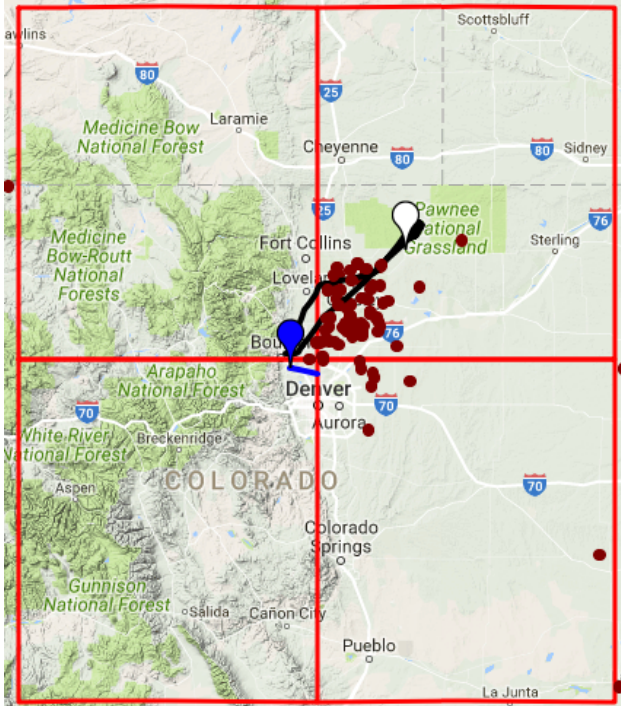 Scottsbluff
awlins
80
25
Laramie
Medicine Bow
National Forest
Cheyenne
80
80
Sidney
25
Pawnee
National
Grassland
76
Fort Collins
Sterling
Medicine
Bow-Routt
National
Forests
Lovelan
76
Bou
Arapaho
National Forest
Denver
70
70
Aurora
White River
National Forest
Breckenridge
COLORADO
Aspen
70
Colorado
Springs
Gunnison
National Forest
Salida
Cañon City
Pueblo
La Junta